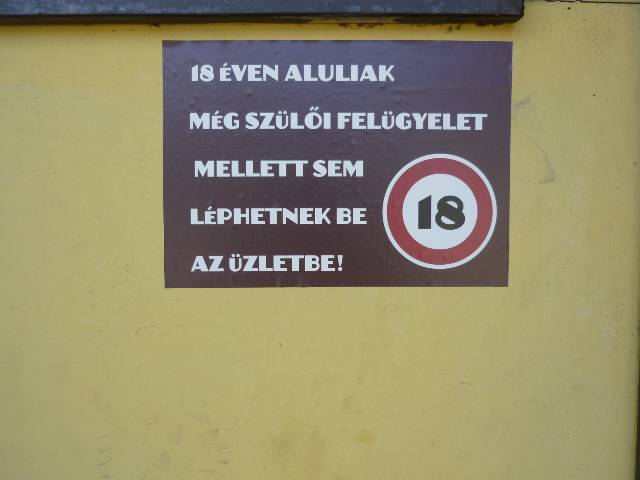 18 ÉVEN ALULIAK
MÉG SZÜLŐI FELÜGYELET
MELLETT SEM
LÉPHETNEK BE
18
AZ ÜZLETBE!